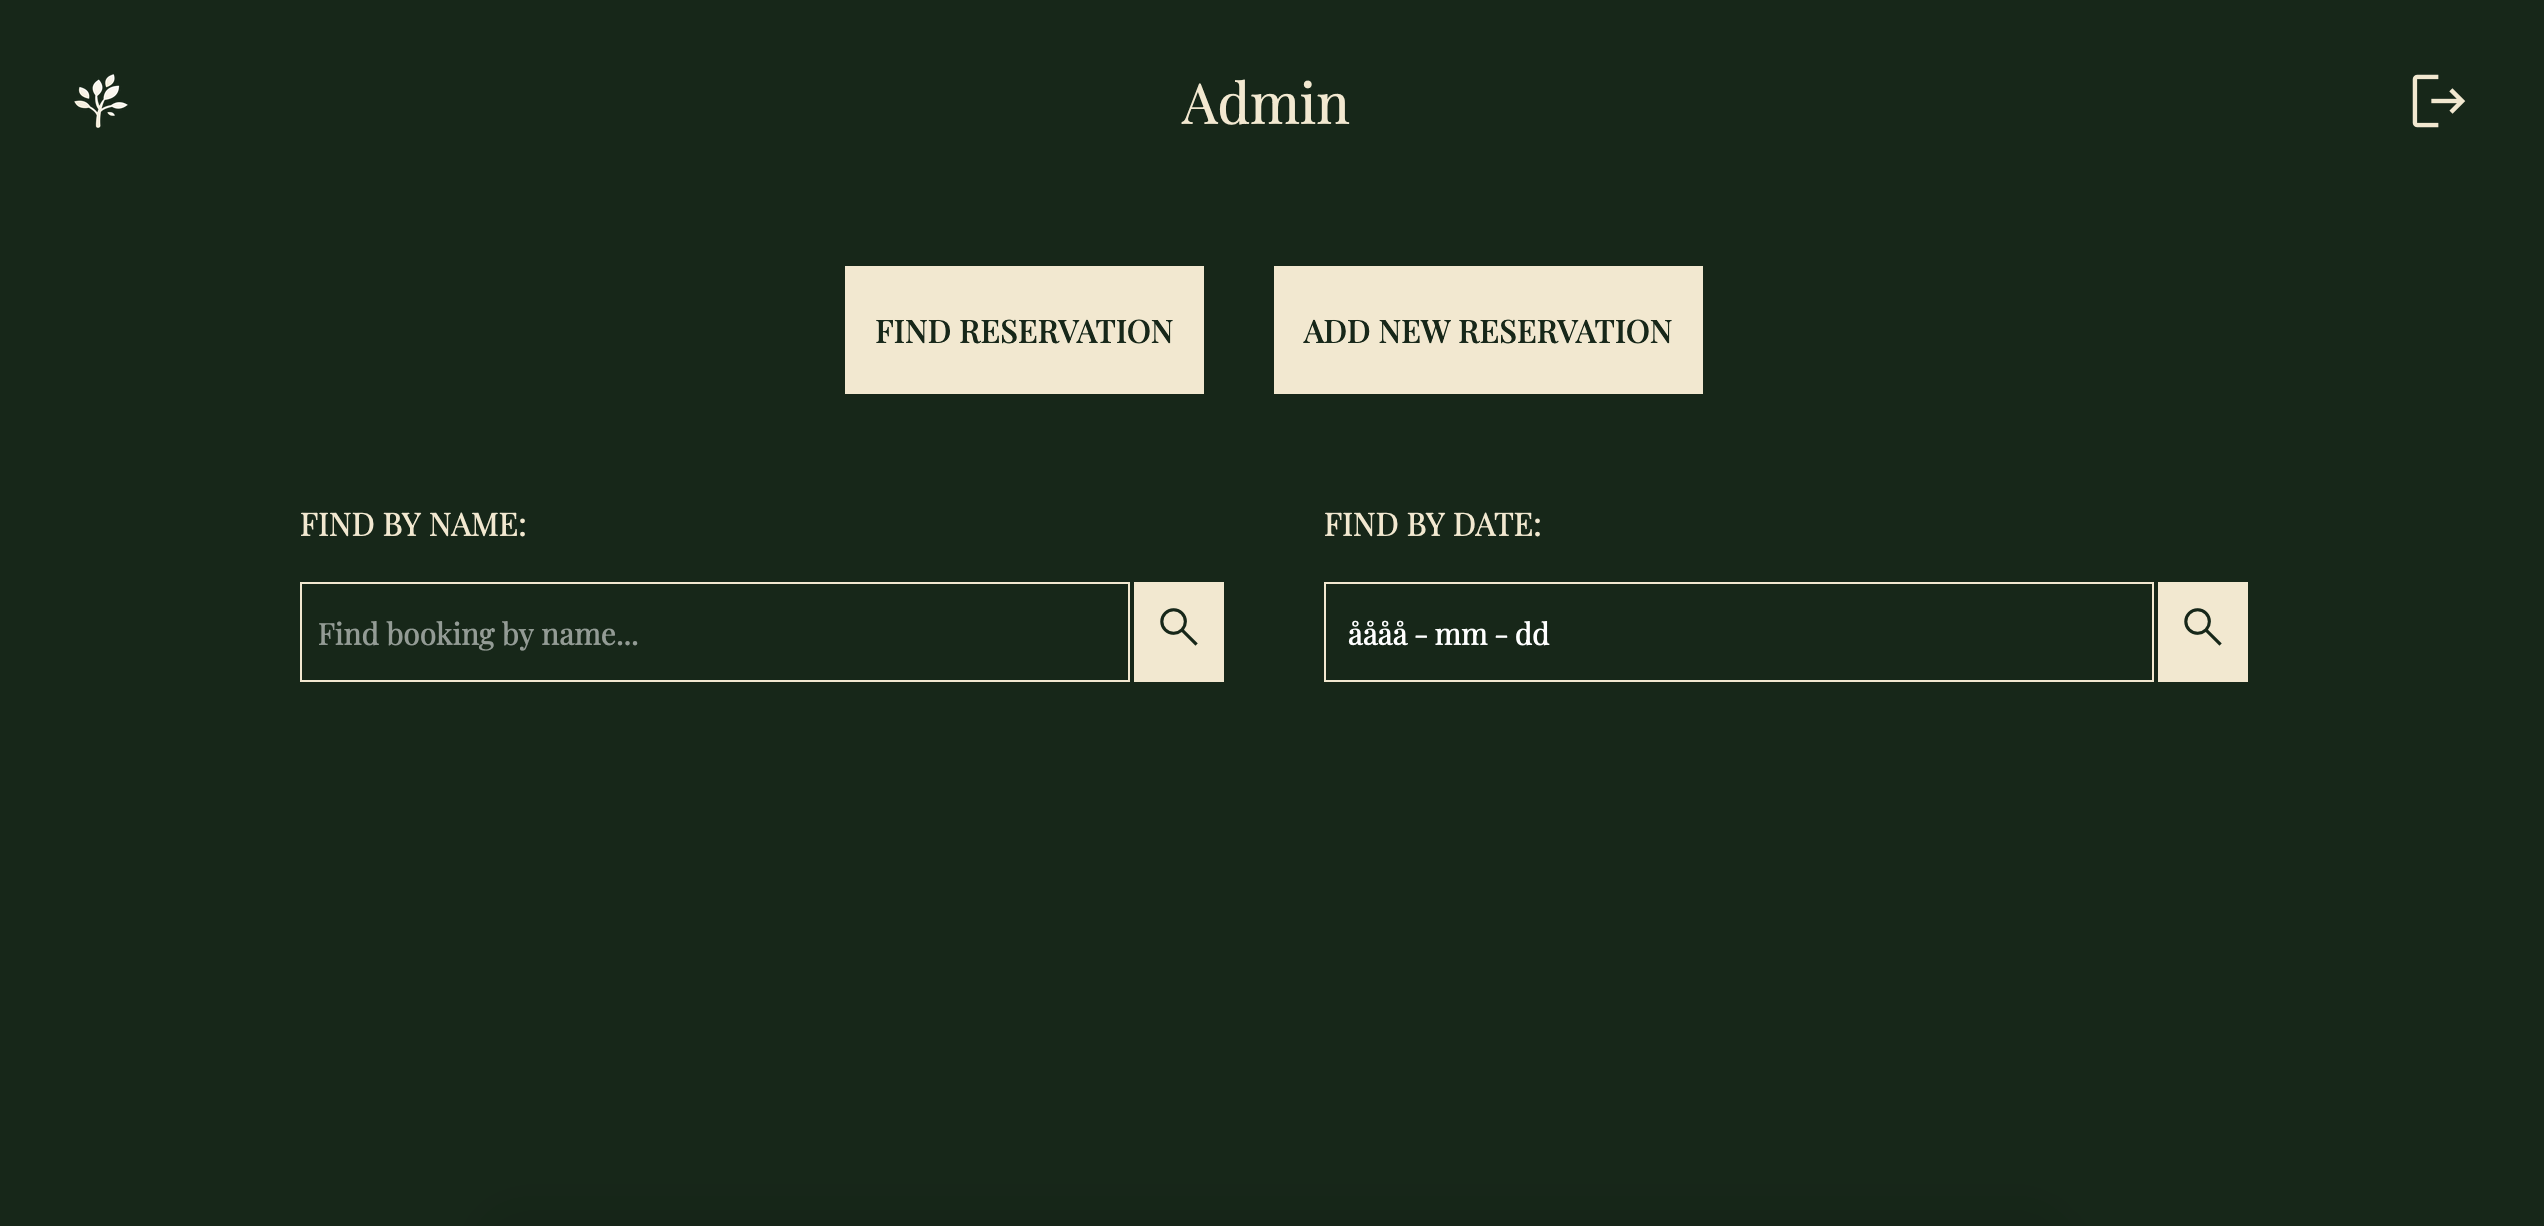 Admin
FIND RESERVATION
ADD NEW RESERVATION
FIND BY NAME:
Find booking by name...
FIND BY DATE:
åååå - mm - dd